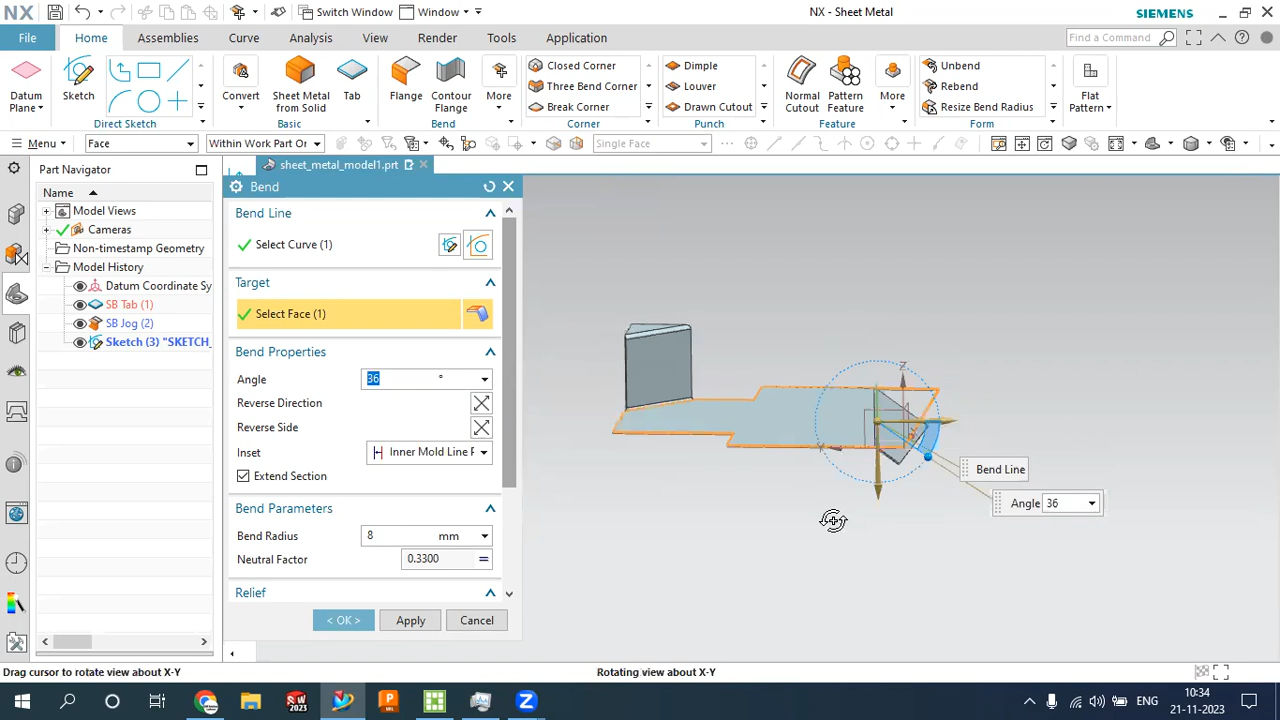 NX
Switch Window
Window
NX - Sheet Metal
SIEMENS
File
Home
Assemblies
Curve
Analysis
View
Render
Tools
Application
Find a Command
Datum Plane
Sketch
Direct Sketch
Convert
Sheet Metal from Solid
Tab
Basic
Flange
Contour Flange
More
Bend
Closed Corner
Three Bend Corner
Break Corner
Corner
Dimple
Louver
Drawn Cutout
Punch
Normal Cutout
Pattern Feature
More
Feature
Unbend
Rebend
Resize Bend Radius
Form
Flat Pattern
Menu
Face
Within Work Part Or
Single Face
Part Navigator
Name
Model Views
Cameras
Non-timestamp Geometry
Model History
Datum Coordinate Sy
SB Tab (1)
SB Jog (2)
Sketch (3) "SKETCH_
sheet_metal_model1.prt
Bend
Bend Line
Select Curve (1)
Target
Select Face (1)
Bend Properties
Angle
36
°
Reverse Direction
Reverse Side
Inset
Inner Mold Line P
Extend Section
Bend Parameters
Bend Radius
8
mm
Neutral Factor
0.3300
Relief
< OK >
Apply
Cancel
Z
Y
Bend Line
Angle 36
Drag cursor to rotate view about X-Y
Rotating view about X-Y
SW
2023
P
ENG
10:34
21-11-2023